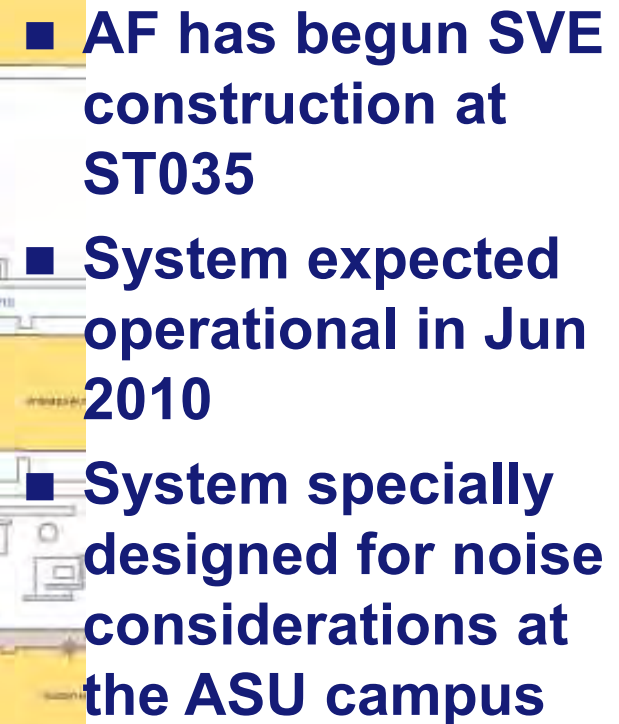 ■ AF has begun SVE
construction at
ST035
■ System expected
operational in Jun
2010
■ System specially
designed for noise
considerations at
the ASU campus